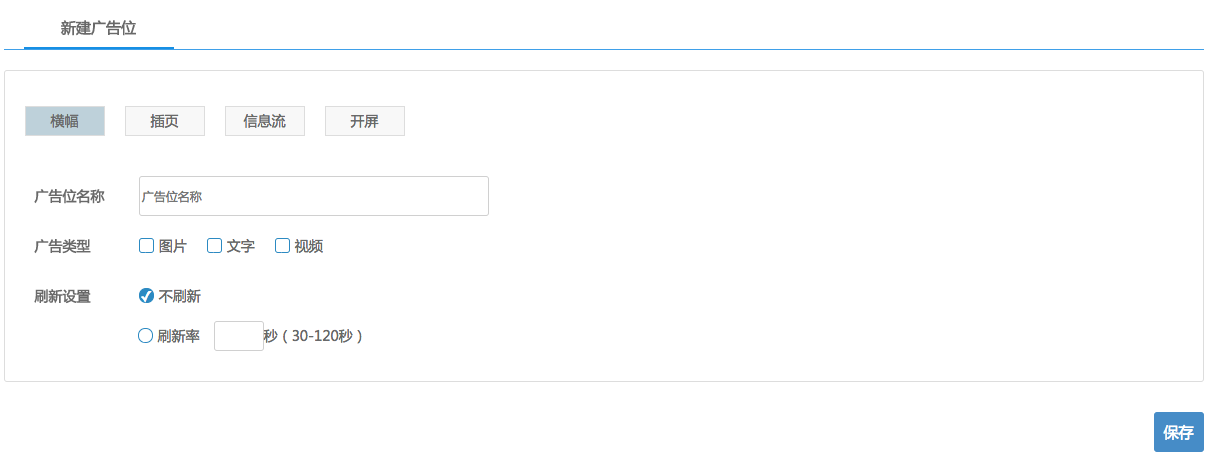 新建广告位
横幅 插页 信息流 开屏
广告位名称 广告位名称
广告类型 图片 文字 视频
刷新设置 不刷新
刷新率 秒（30-120秒）
保存